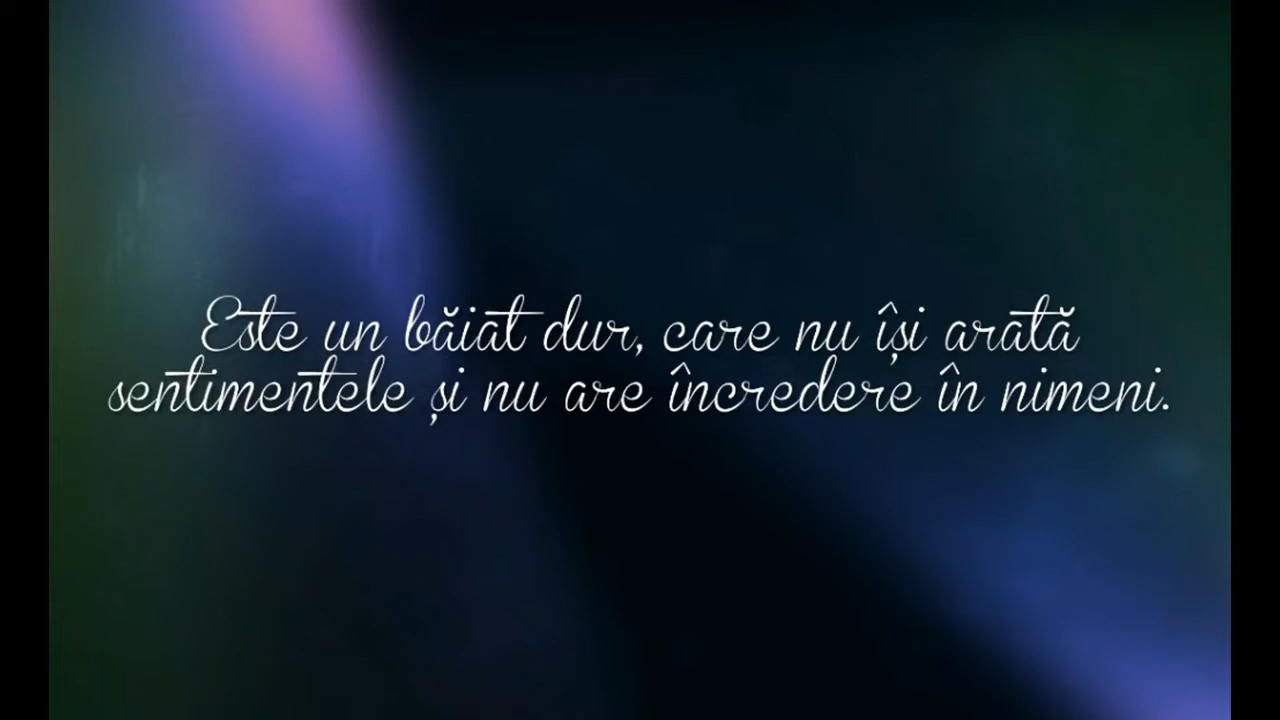 Este un băiat dur, care nu își arată
sentimentele și nu are încredere în nimeni.